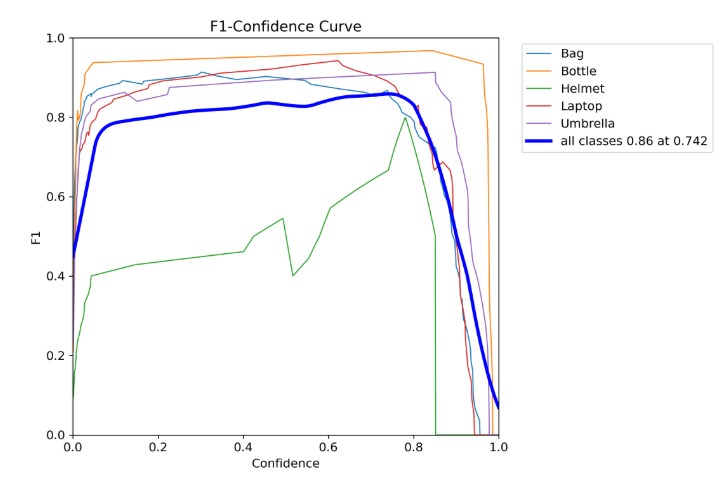 F1-Confidence Curve
1.0
0.8
0.6
0.4
0.2
0.0
F1
0.0 0.2 0.4 0.6 0.8 1.0
Confidence
Bag
Bottle
Helmet
Laptop
Umbrella
all classes 0.86 at 0.742